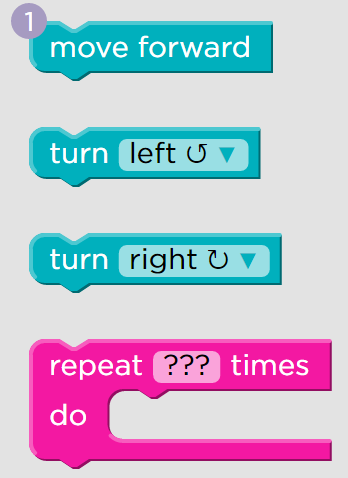 1
move forward
turn left ↺ ▼
turn right ↻ ▼
repeat ??? times
do